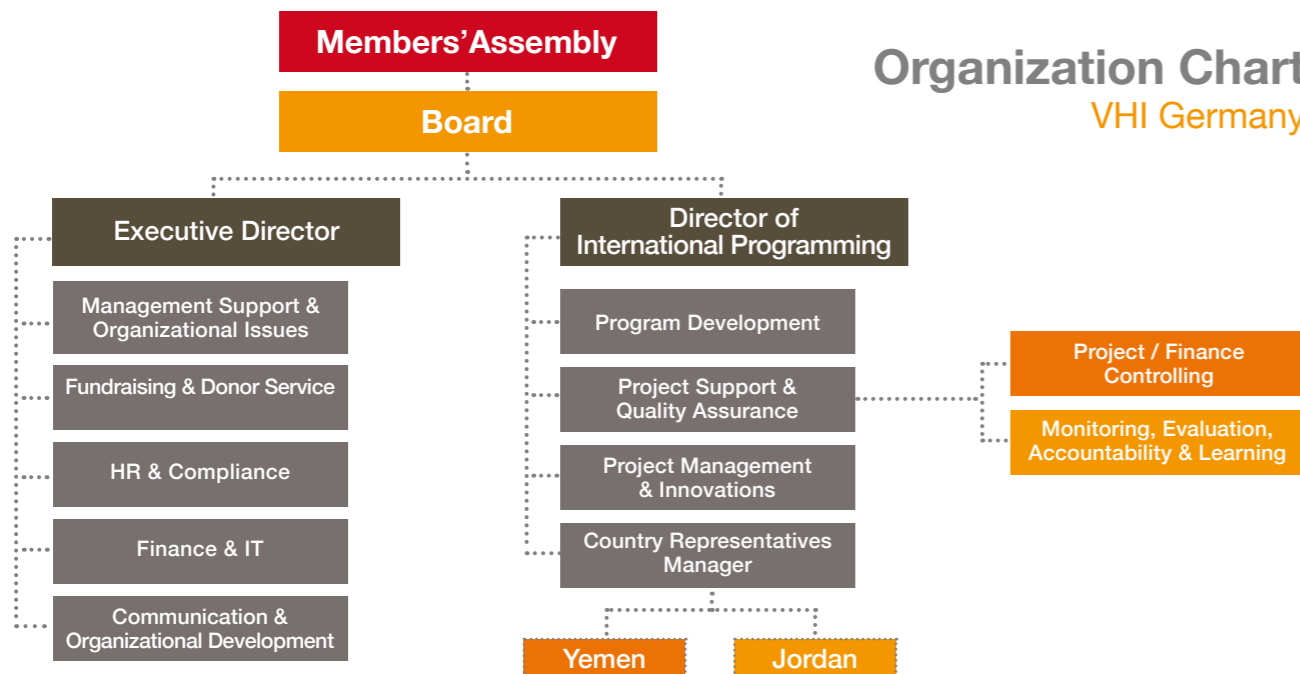 Members’Assembly
Organization Chart
VHI Germany
Board
Executive Director
Management Support &
Organizational Issues
Fundraising & Donor Service
HR & Compliance
Finance & IT
Communication &
Organizational Development
Director of
International Programming
Program Development
Project Support &
Quality Assurance
Project Management
& Innovations
Country Representatives
Manager
Project / Finance
Controlling
Monitoring, Evaluation,
Accountability & Learning
Yemen
Jordan